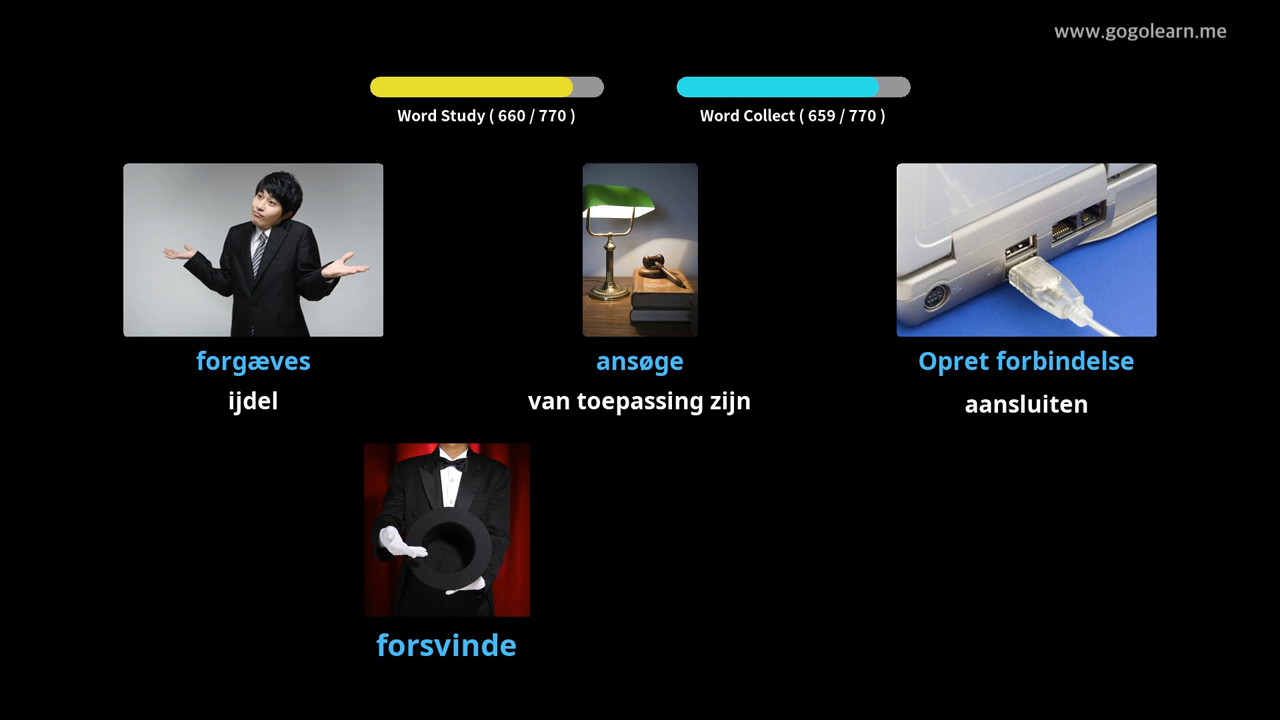 www.gogolearn.me
Word Study ( 660 / 770 )
Word Collect ( 659 / 770 )
forgæves
ijdel
ansøge
van toepassing zijn
Opret forbindelse
aansluiten
forsvinde